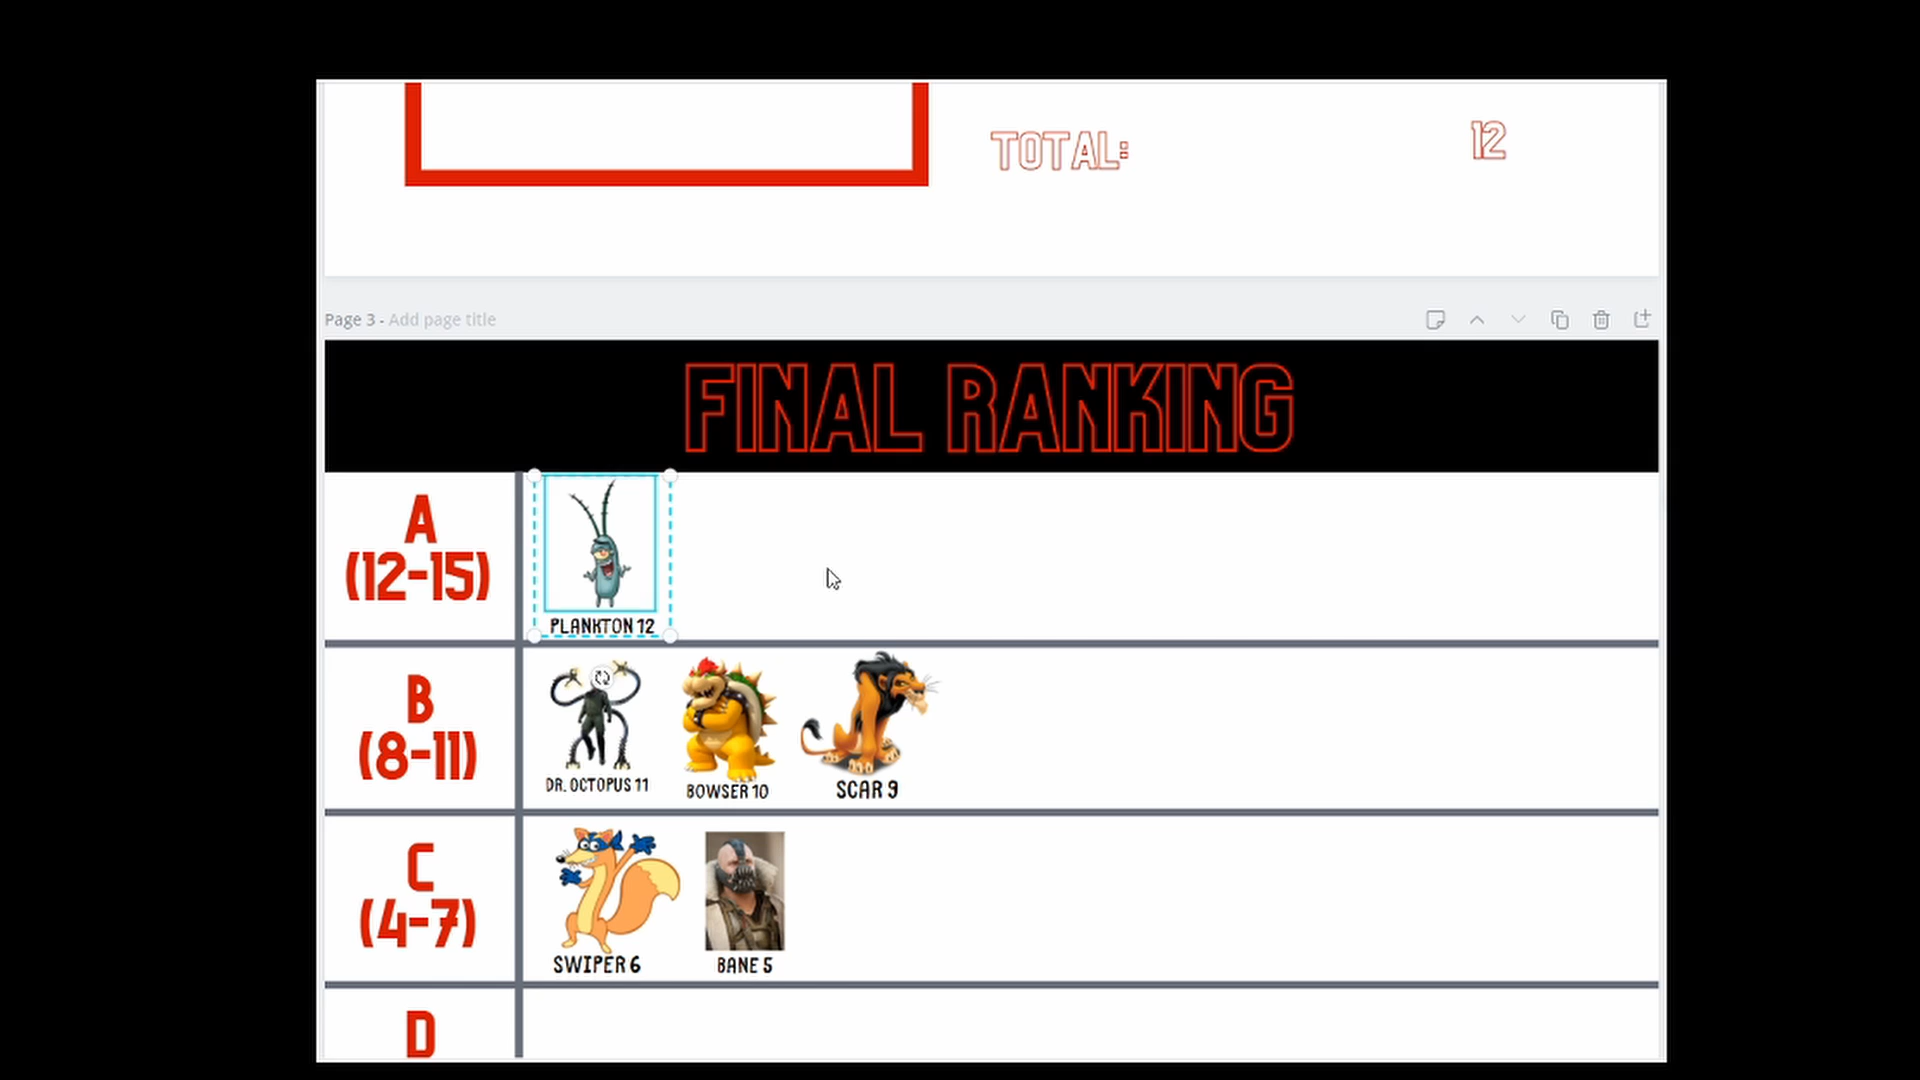 TOTAL: 12
Page 3 - Add page title
FINAL RANKING
A
(12-15)
PLANKTON 12
B
(8-11)
DR. OCTOPUS 11
BOWSER 10
SCAR 9
C
(4-7)
SWIPER 6
BANE 5
D